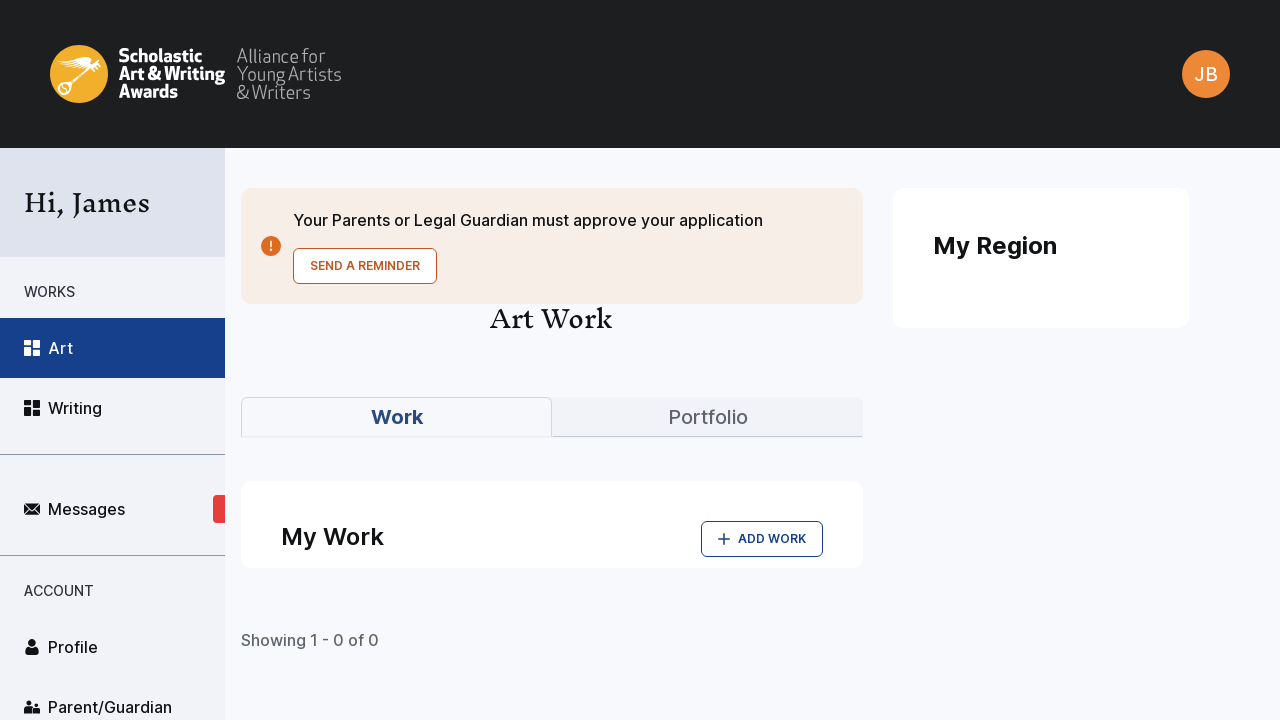 Scholastic
Art & Writing
Awards
Alliance for
Young Artists
& Writers
JB
Hi, James
WORKS
Art
Writing
Messages
ACCOUNT
Profile
Parent/Guardian
Your Parents or Legal Guardian must approve your application
SEND A REMINDER
Art Work
Work
Portfolio
My Work
ADD WORK
Showing 1 - 0 of 0
My Region